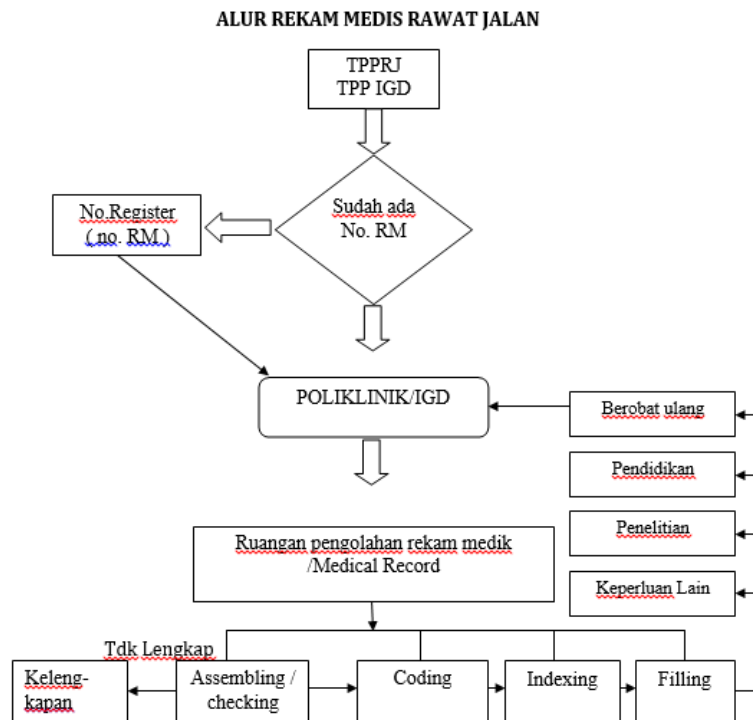 ALUR REKAM MEDIS RAWAT JALAN
TPPRJ
TPP IGD
Sudah ada
No. RM
No.Register
( no. RM )
POLIKLINIK/IGD
Berobat ulang
Pendidikan
Penelitian
Keperluan Lain
Ruangan pengolahan rekam medik
/Medical Record
Tdk Lengkap
Keleng-
kapan
Assembling /
checking
Coding
Indexing
Filling